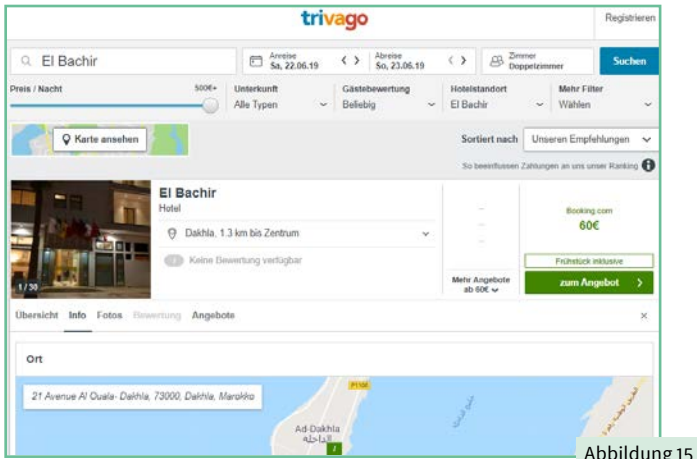 trivago
Registrieren
El Bachir
Anreise
Sa, 22.06.19
Abreise
So, 23.06.19
Zimmer
Doppelzimmer
Suchen
Preis / Nacht
500€+
Unterkunft
Alle Typen
Gästebewertung
Beliebig
Hotelstandort
El Bachir
Mehr Filter
Wählen
Karte ansehen
Sortiert nach
Unseren Empfehlungen
So beeinflussen Zahlungen an uns unser Ranking
El Bachir
Hotel
Dakhla, 1.3 km bis Zentrum
/ Keine Bewertung verfügbar
1 / 30
Mehr Angebote
ab 60€
Booking.com
60€
Frühstück inklusive
zum Angebot
Übersicht Info Fotos Bewertung Angebote
Ort
21 Avenue Al Ouala- Dakhla, 73000, Dakhla, Marokko
P1100
Ad-Dakhla
الداخلة
Abbildung 15